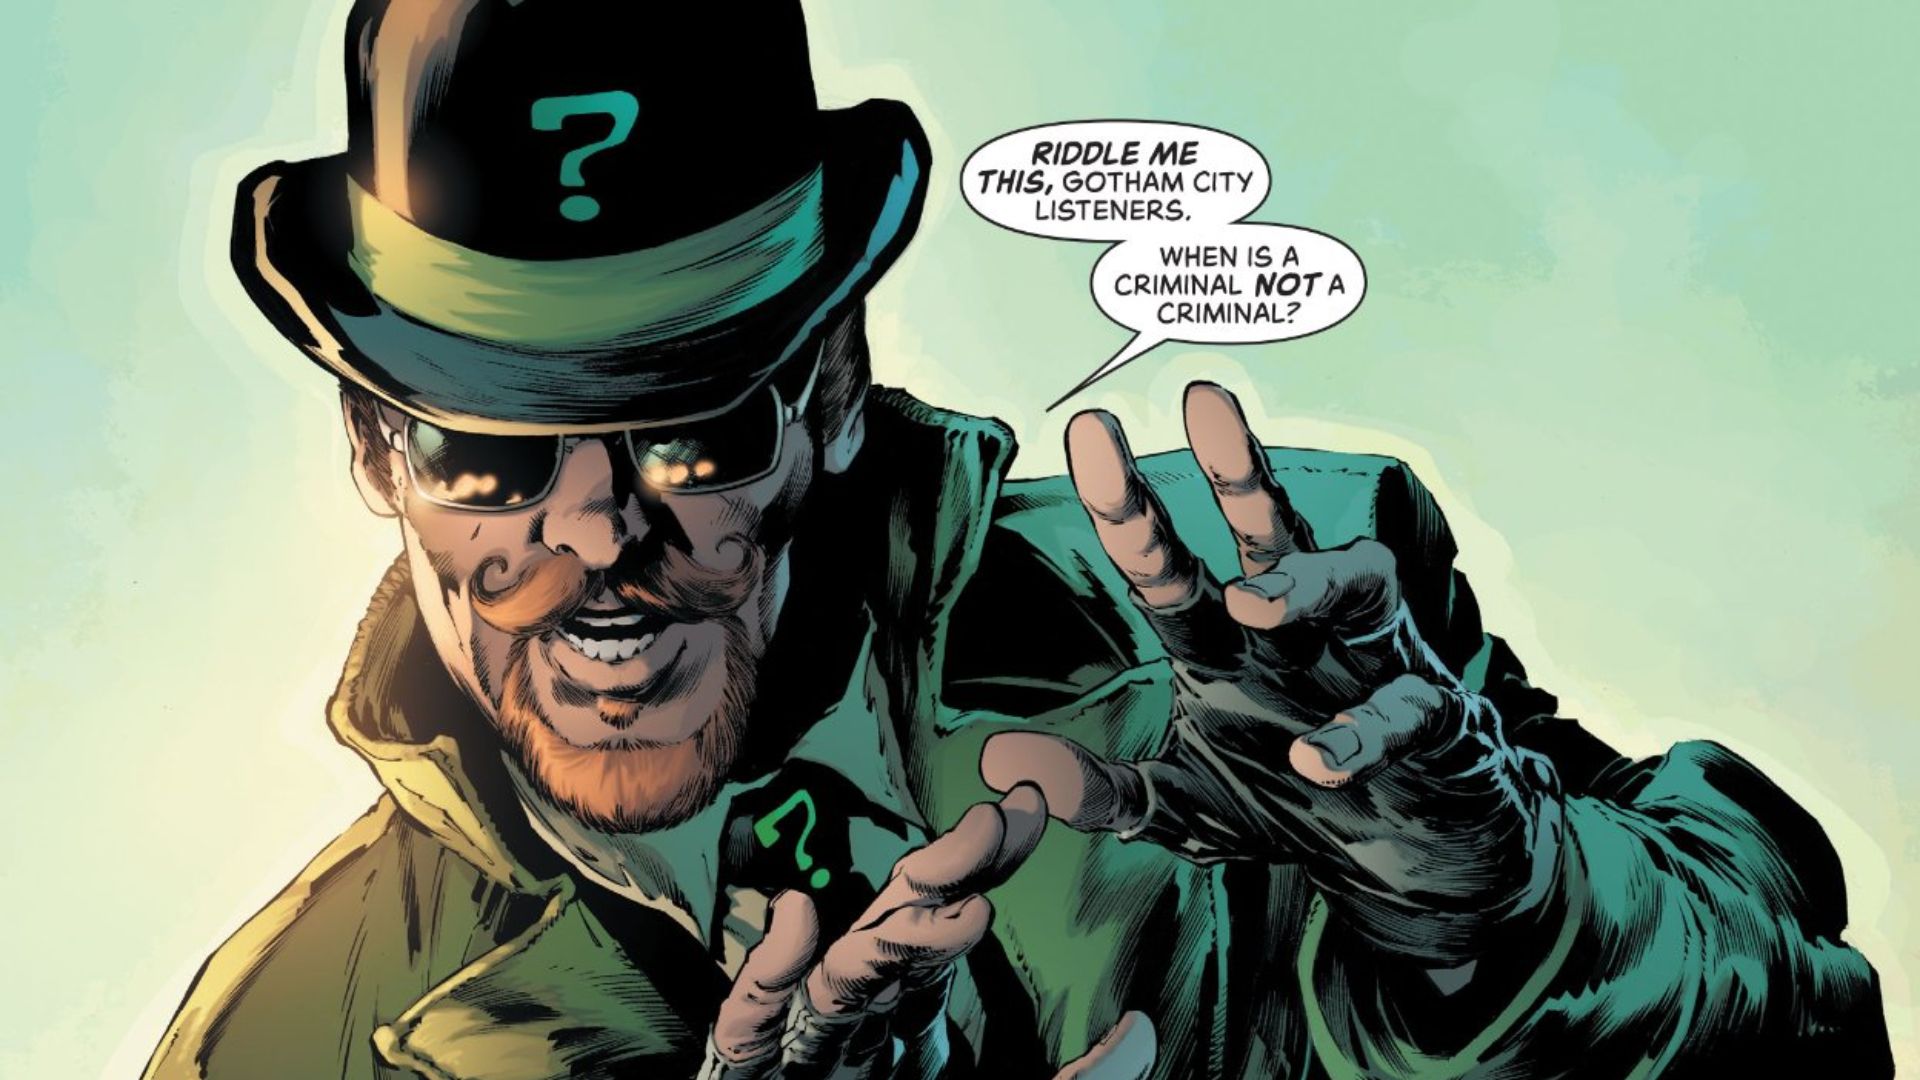 ?
RIDDLE ME
THIS, GOTHAM CITY
LISTENERS.
WHEN IS A
CRIMINAL NOT A
CRIMINAL?
?